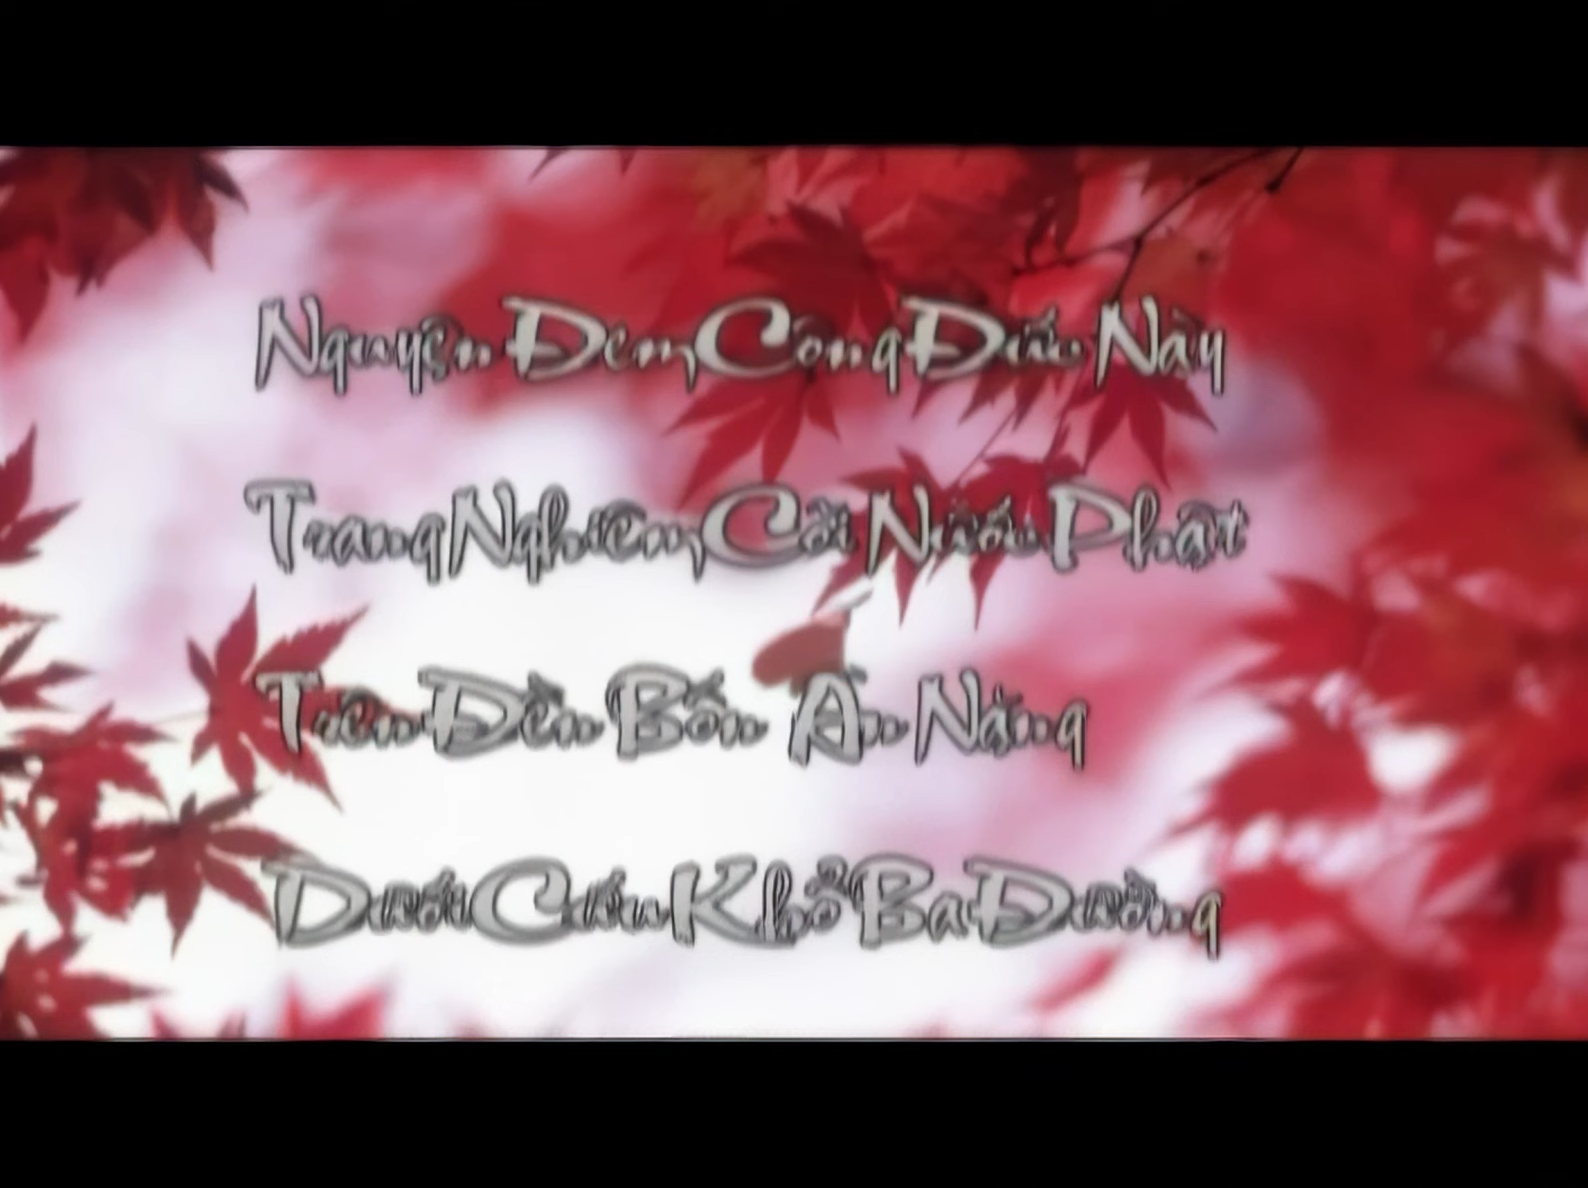 Nguyện Đem Công Đức Này
Trang Nghiêm Cõi Nước Phật
Trên Đền Bốn Ân Nặng
Dưới Cứu Khổ Ba Đường